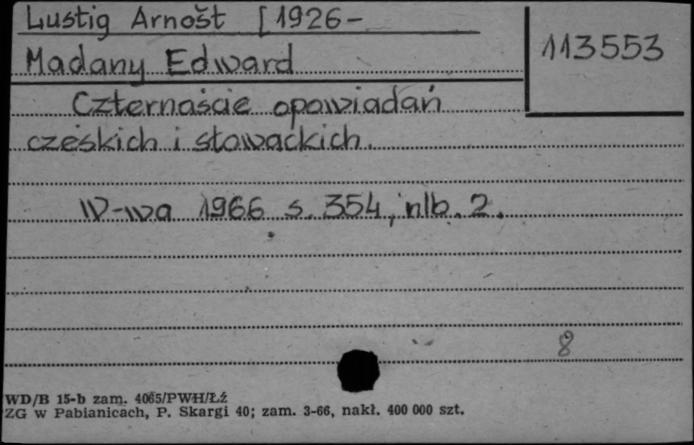 Lustig Arnošt [1926-
113553
Madany Edward
Czternaście opowiadań
czeskich i słowackich.
W-wa 1966 s. 354, nlb. 2.
8
WD/B 15-b zam. 4065/PWH/Łź
ZG w Pabianicach, P. Skargi 40; zam. 3-66, nakł. 400 000 szt.